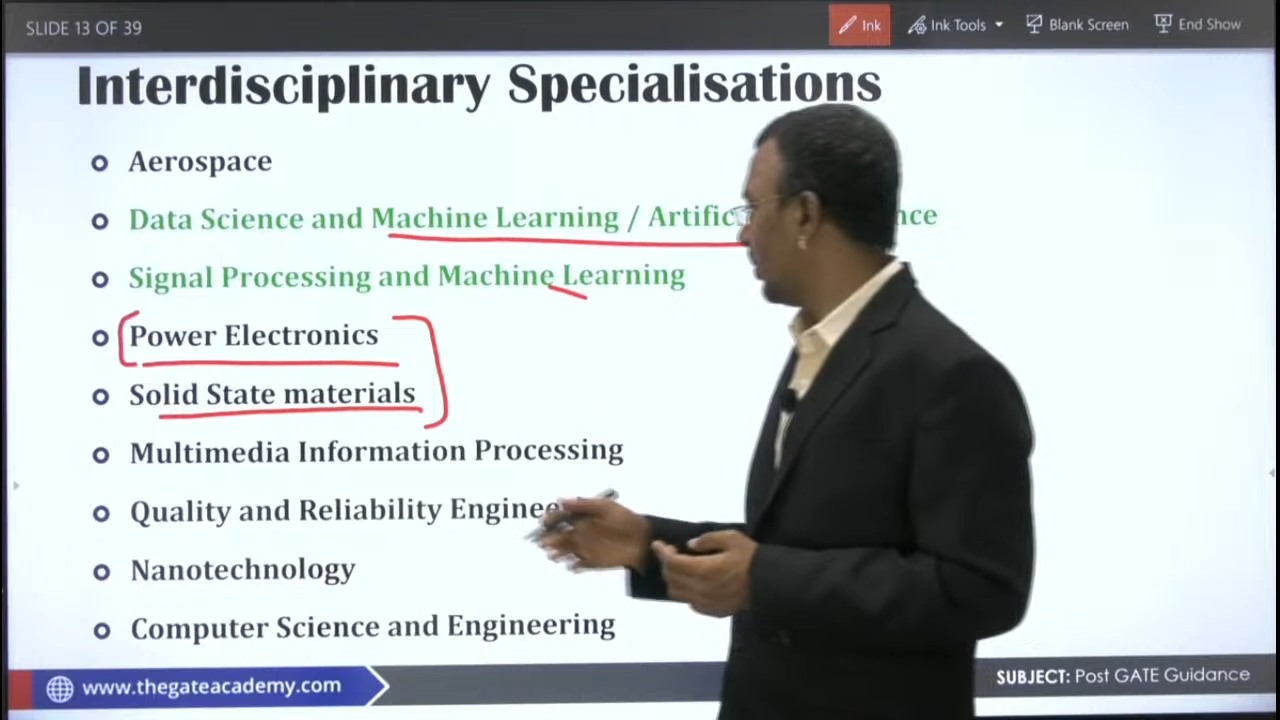 SLIDE 13 OF 39
Ink
Ink Tools
Blank Screen
End Show
Interdisciplinary Specialisations
Aerospace
Data Science and Machine Learning /
Signal Processing and Machine Learning
Power Electronics
Solid State materials
Multimedia Information Processing
Quality and Reliability
Nanotechnology
Computer Science and Engineering
www.thegateacademy.com
SUBJECT: Post GATE Guidance